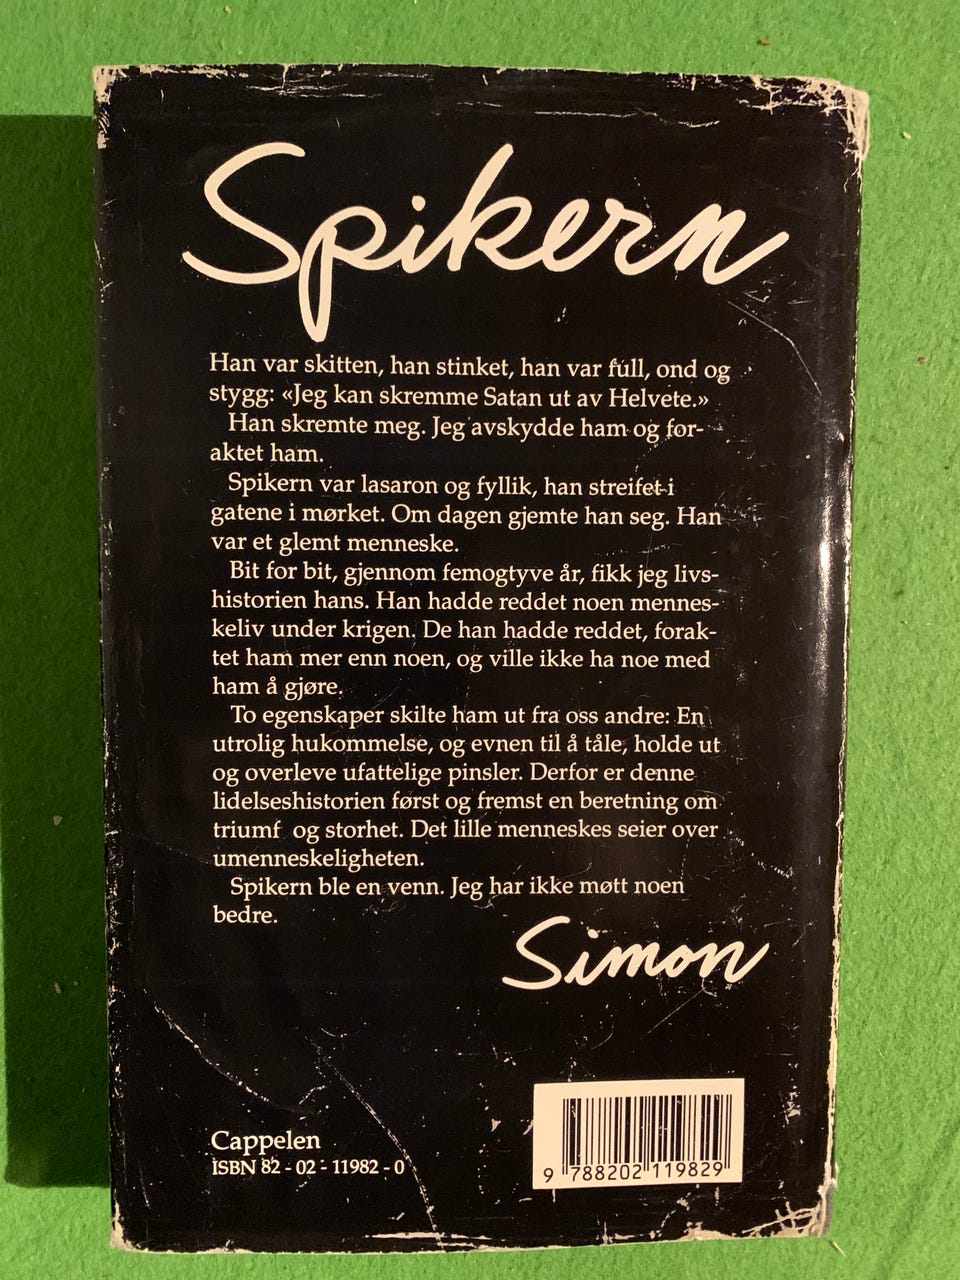 Spikern
Han var skitten, han stinket, han var full, ond og
stygg: «Jeg kan skremme Satan ut av Helvete.»
Han skremte meg. Jeg avskydde ham og for-
aktet ham.
Spikern var lasaron og fyllik, han streifet i
gatene i mørket. Om dagen gjemte han seg. Han
var et glemt menneske.
Bit for bit, gjennom femogtyve år, fikk jeg livs-
historien hans. Han hadde reddet noen mennes-
keliv under krigen. De han hadde reddet, forak-
tet ham mer enn noen, og ville ikke ha noe med
ham å gjøre.
To egenskaper skilte ham ut fra oss andre: En
utrolig hukommelse, og evnen til å tåle, holde ut
og overleve ufattelige pinsler. Derfor er denne
lidelseshistorien først og fremst en beretning om
triumf og storhet. Det lille menneskes seier over
umenneskeligheten.
Spikern ble en venn. Jeg har ikke møtt noen
bedre.
Simon
Cappelen
ISBN 82 - 02 - 11982 - 0
9 788202 119829